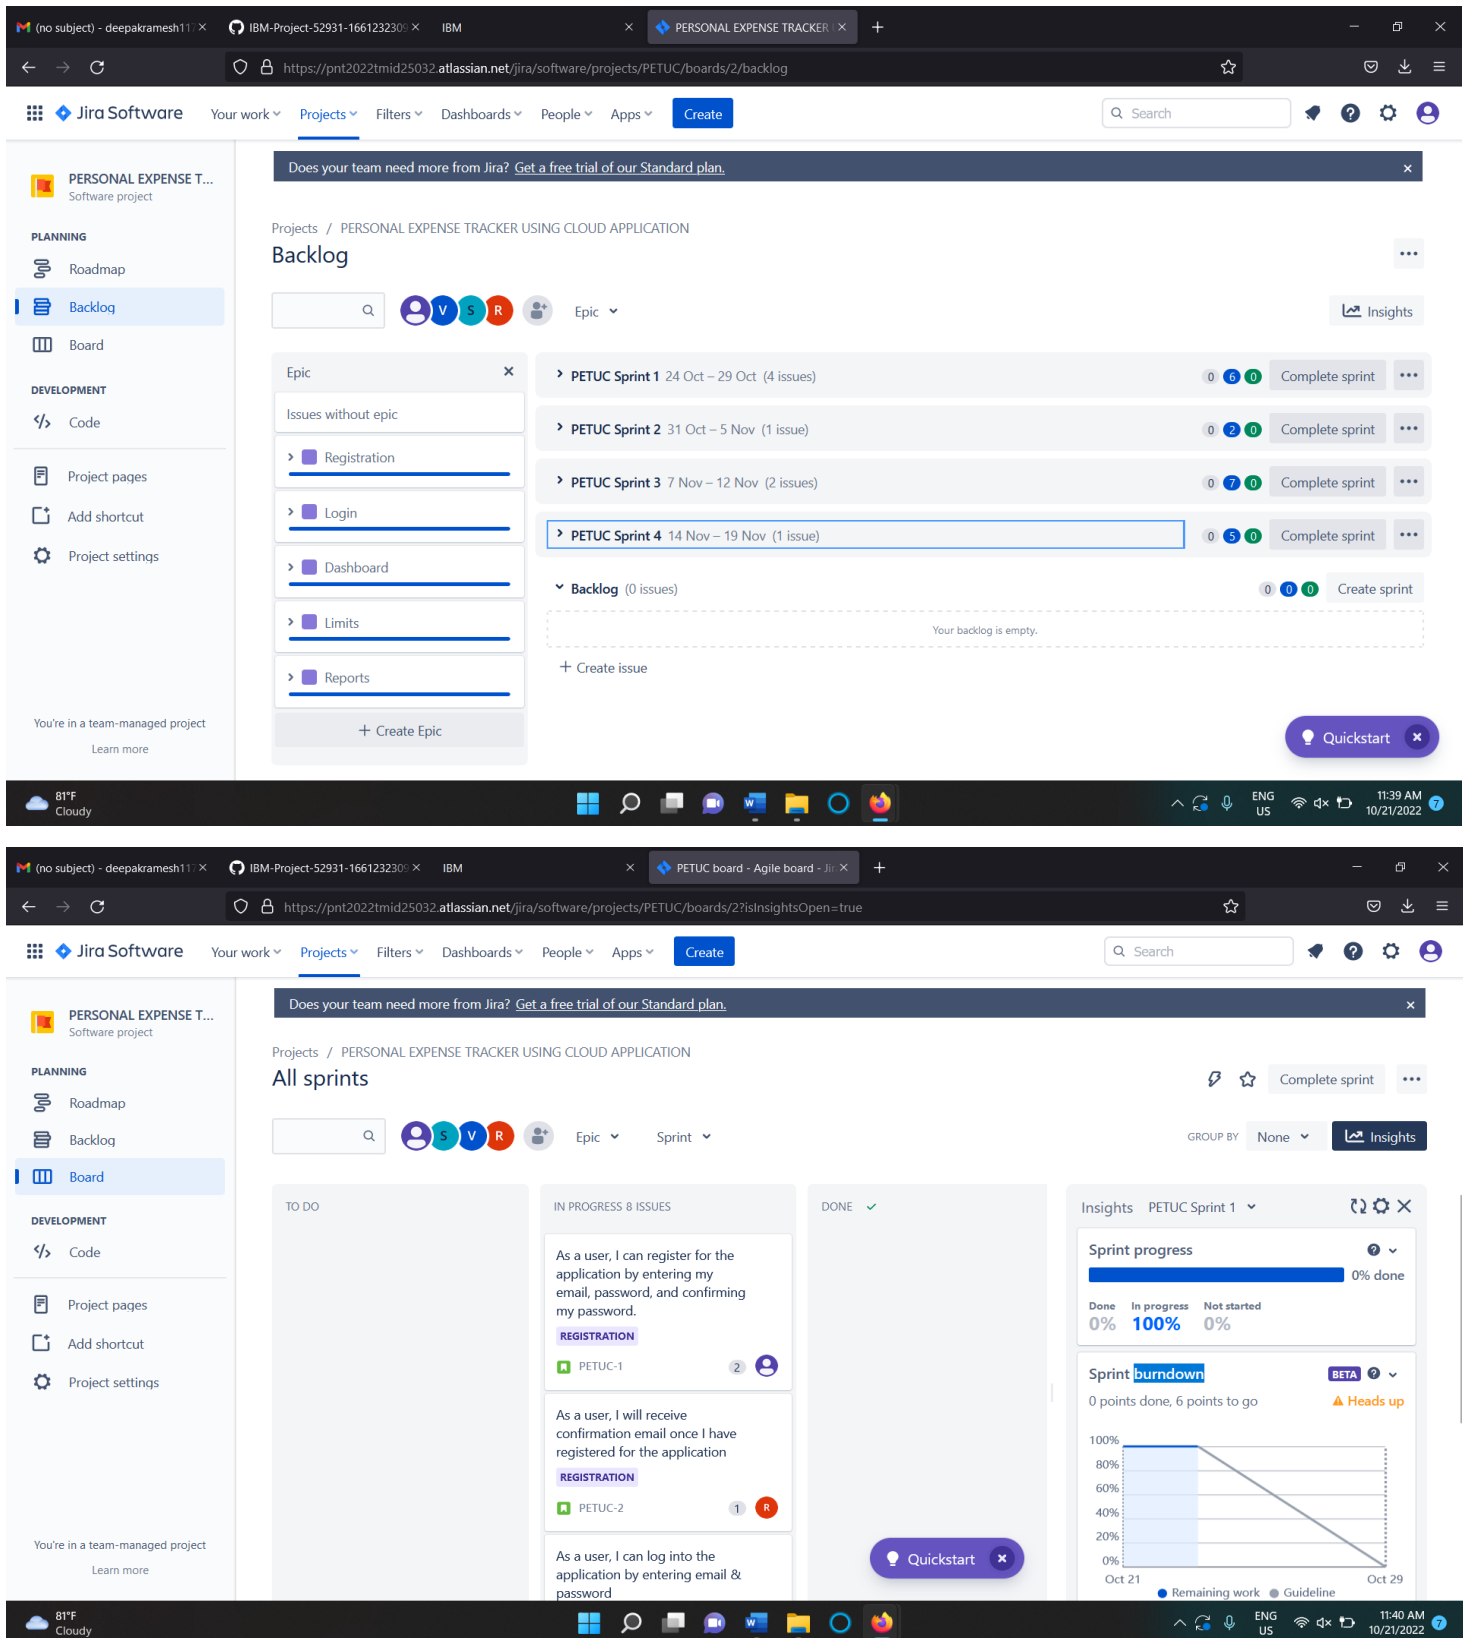 (no subject) - deepakramesh117
IBM-Project-52931-1661232309
IBM
PERSONAL EXPENSE TRACKER
https://pnt2022tmid25032.atlassian.net/jira/software/projects/PETUC/boards/2/backlog
Jira Software
Your work
Projects
Filters
Dashboards
People
Apps
Create
Search
PERSONAL EXPENSE T...
Software project
Does your team need more from Jira? Get a free trial of our Standard plan.
Projects / PERSONAL EXPENSE TRACKER USING CLOUD APPLICATION
Backlog
PLANNING
Roadmap
Backlog
Board
DEVELOPMENT
Code
Project pages
Add shortcut
Project settings
You're in a team-managed project
Learn more
V S R
Epic
Insights
Epic
Issues without epic
Registration
Login
Dashboard
Limits
Reports
+ Create Epic
PETUC Sprint 1 24 Oct – 29 Oct (4 issues)
0 6 0 Complete sprint
PETUC Sprint 2 31 Oct – 5 Nov (1 issue)
0 2 0 Complete sprint
PETUC Sprint 3 7 Nov – 12 Nov (2 issues)
0 7 0 Complete sprint
PETUC Sprint 4 14 Nov – 19 Nov (1 issue)
0 5 0 Complete sprint
Backlog (0 issues)
0 0 0 Create sprint
Your backlog is empty.
+ Create issue
Quickstart
81°F
Cloudy
ENG
US
11:39 AM
10/21/2022
7
(no subject) - deepakramesh117
IBM-Project-52931-1661232309
IBM
PETUC board - Agile board - Jir
https://pnt2022tmid25032.atlassian.net/jira/software/projects/PETUC/boards/2?isInsightsOpen=true
Jira Software
Your work
Projects
Filters
Dashboards
People
Apps
Create
Search
PERSONAL EXPENSE T...
Software project
Does your team need more from Jira? Get a free trial of our Standard plan.
Projects / PERSONAL EXPENSE TRACKER USING CLOUD APPLICATION
All sprints
Complete sprint
PLANNING
Roadmap
Backlog
Board
DEVELOPMENT
Code
Project pages
Add shortcut
Project settings
You're in a team-managed project
Learn more
S V R
Epic
Sprint
GROUP BY None
Insights
TO DO
IN PROGRESS 8 ISSUES
As a user, I can register for the
application by entering my
email, password, and confirming
my password.
REGISTRATION
PETUC-1
2
As a user, I will receive
confirmation email once I have
registered for the application
REGISTRATION
PETUC-2
1 R
As a user, I can log into the
application by entering email &
password
DONE
Quickstart
Insights PETUC Sprint 1
Sprint progress
0% done
Done In progress Not started
0% 100% 0%
Sprint burndown
BETA
0 points done, 6 points to go
Heads up
100%
80%
60%
40%
20%
0%
Oct 21 Oct 29
Remaining work Guideline
81°F
Cloudy
ENG
US
11:40 AM
10/21/2022
7